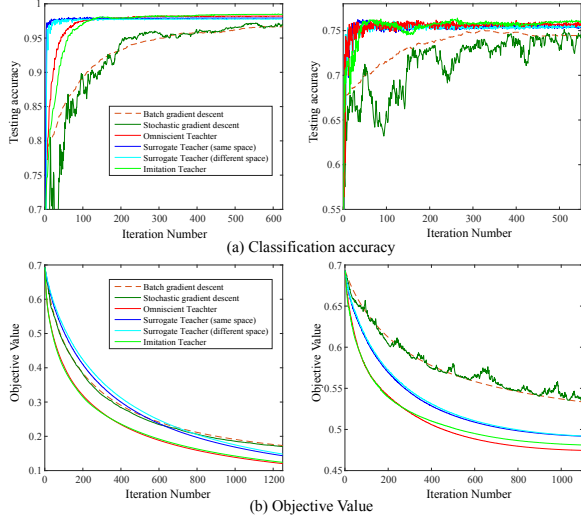 1
0.95
0.9
0.85
0.8
0.75
0.7
Testing accuracy
Batch gradient descent
Stochastic gradient descent
Omniscient Teachter
Surrogate Teacher (same space)
Surrogate Teacher (different space)
Imitation Teacher
0 100 200 300 400 500 600
Iteration Number
0.75
0.7
0.65
0.6
0.55
Testing accuracy
0 100 200 300 400 500
Iteration Number
(a) Classification accuracy
0.7
0.6
0.5
0.4
0.3
0.2
0.1
Objective Value
Batch gradient descent
Stochastic gradient descent
Omniscient Teachter
Surrogate Teacher (same space)
Surrogate Teacher (different space)
Imitation Teacher
0 200 400 600 800 1000 1200
Iteration Number
0.7
0.65
0.6
0.55
0.5
0.45
Objective Value
0 200 400 600 800 1000
Iteration Number
(b) Objective Value